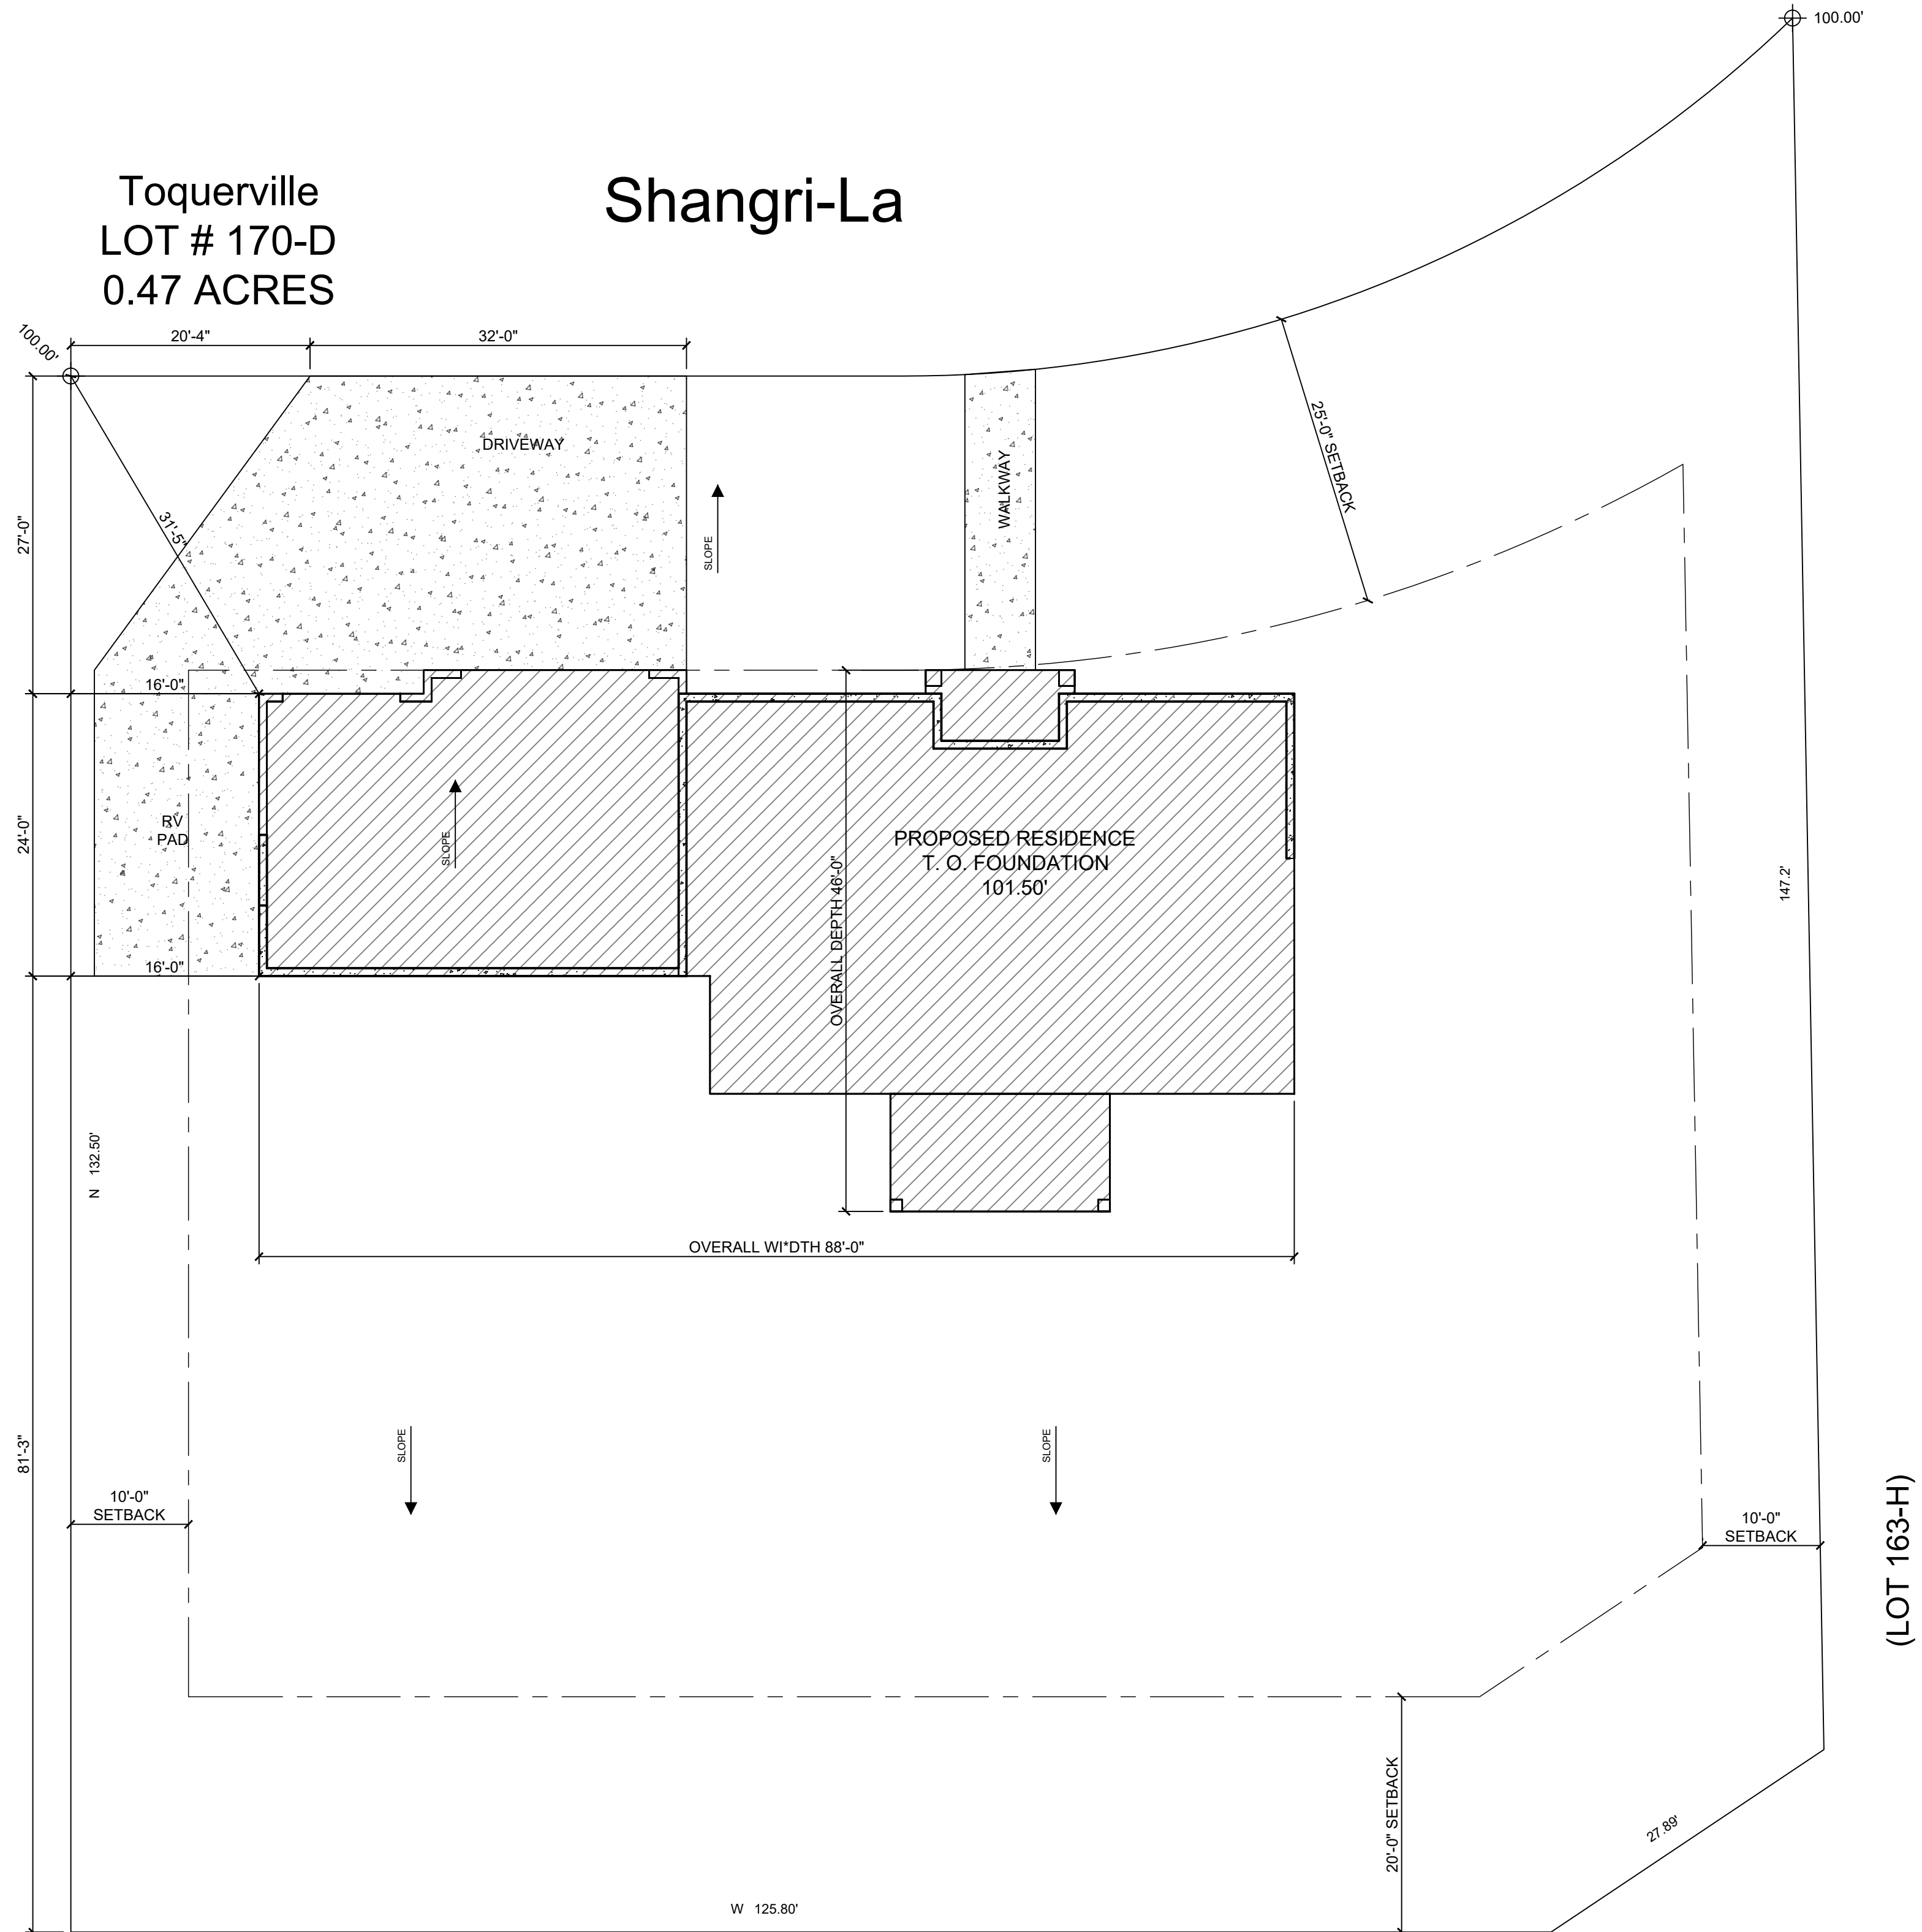 100.00'
Toquerville
LOT # 170-D
0.47 ACRES
Shangri-La
100.00'
20'-4"
32'-0"
27'-0"
31'-5"
DRIVEWAY
SLOPE
WALKWAY
25'-0" SETBACK
16'-0"
24'-0"
RV
PAD
SLOPE
OVERALL DEPTH 46'-0"
PROPOSED RESIDENCE
T. O. FOUNDATION
101.50'
147.2'
16'-0"
N 132.50'
OVERALL WI*DTH 88'-0"
81'-3"
SLOPE
SLOPE
10'-0"
SETBACK
10'-0"
SETBACK
(LOT 163-H)
20'-0" SETBACK
27.89'
W 125.80'